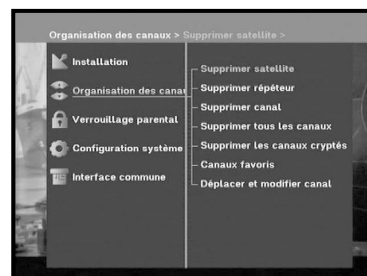 Organisation des canaux > Supprimer satellite >
Installation
Organisation des canau
Verrouillage parental
Configuration système
Interface commune
Supprimer satellite
Supprimer répéteur
Supprimer canal
Supprimer tous les canaux
Supprimer les canaux cryptés
Canaux favoris
Déplacer et modifier canal